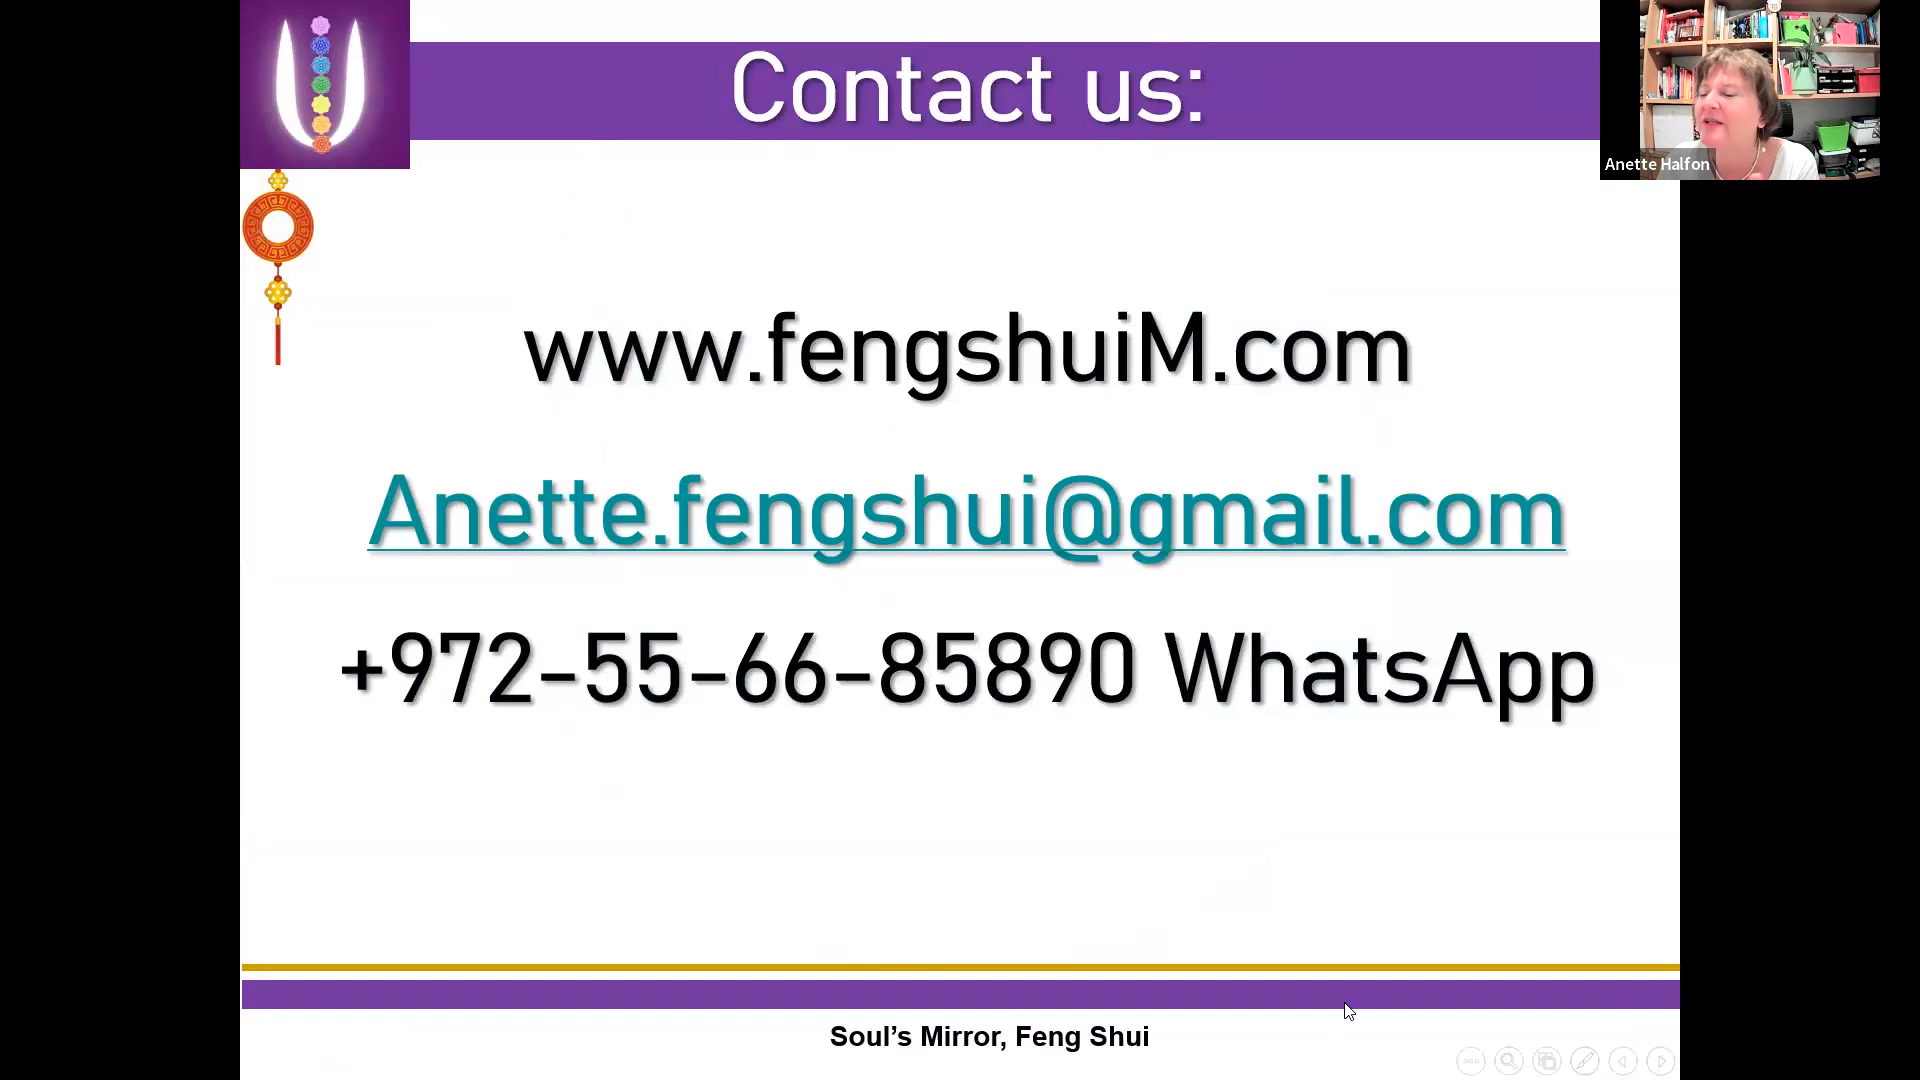 Contact us:
Anette Halfon
www.fengshuiM.com
Anette.fengshui@gmail.com
+972-55-66-85890 WhatsApp
Soul’s Mirror, Feng Shui